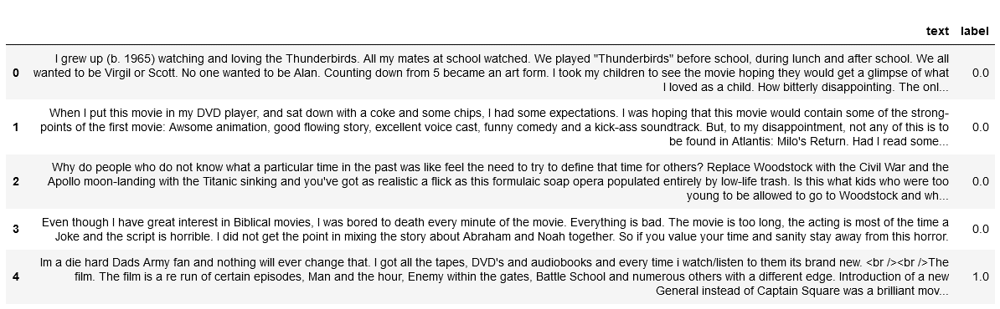 text label
I grew up (b. 1965) watching and loving the Thunderbirds. All my mates at school watched. We played "Thunderbirds" before school, during lunch and after school. We all
0 wanted to be Virgil or Scott. No one wanted to be Alan. Counting down from 5 became an art form. I took my children to see the movie hoping they would get a glimpse of what 0.0
I loved as a child. How bitterly disappointing. The onl...
When I put this movie in my DVD player, and sat down with a coke and some chips, I had some expectations. I was hoping that this movie would contain some of the strong-
1 points of the first movie: Awsome animation, good flowing story, excellent voice cast, funny comedy and a kick-ass soundtrack. But, to my disappointment, not any of this is to 0.0
be found in Atlantis: Milo's Return. Had I read some...
Why do people who do not know what a particular time in the past was like feel the need to try to define that time for others? Replace Woodstock with the Civil War and the
2 Apollo moon-landing with the Titanic sinking and you've got as realistic a flick as this formulaic soap opera populated entirely by low-life trash. Is this what kids who were too 0.0
young to be allowed to go to Woodstock and wh...
Even though I have great interest in Biblical movies, I was bored to death every minute of the movie. Everything is bad. The movie is too long, the acting is most of the time a
3 Joke and the script is horrible. I did not get the point in mixing the story about Abraham and Noah together. So if you value your time and sanity stay away from this horror. 0.0
Im a die hard Dads Army fan and nothing will ever change that. I got all the tapes, DVD's and audiobooks and every time i watch/listen to them its brand new. <br /><br />The
4 film. The film is a re run of certain episodes, Man and the hour, Enemy within the gates, Battle School and numerous others with a different edge. Introduction of a new 1.0
General instead of Captain Square was a brilliant mov...